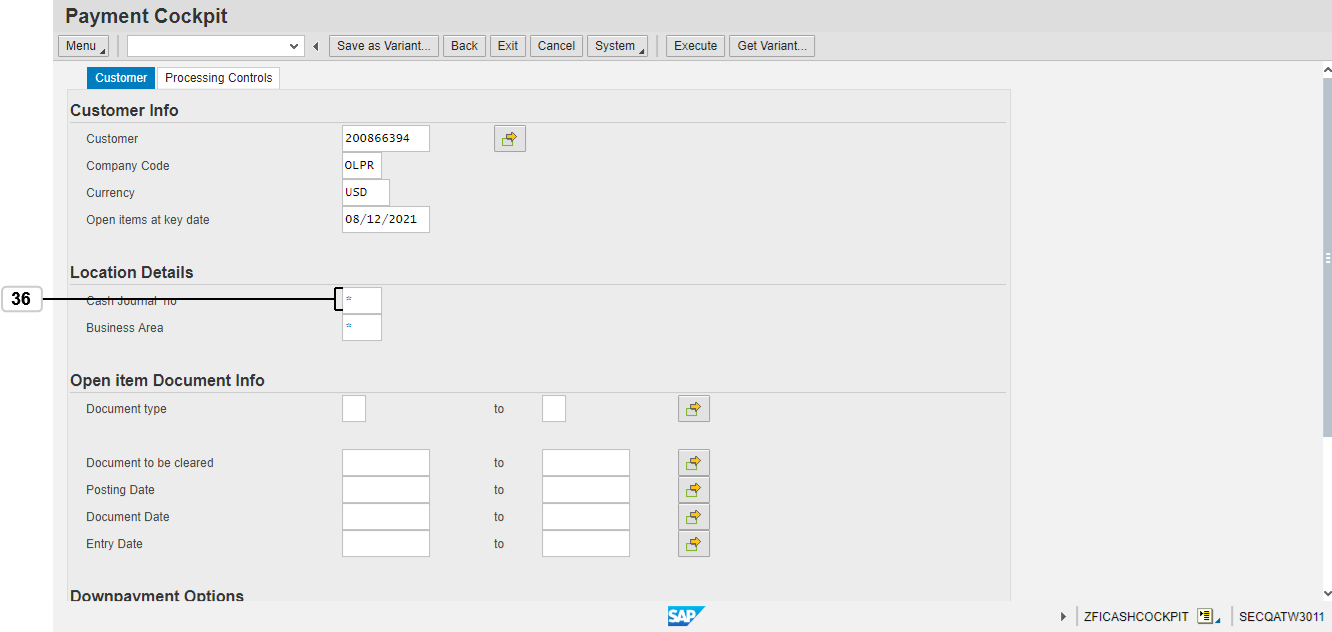 Payment Cockpit
Menu Save as Variant... Back Exit Cancel System Execute Get Variant...
Customer Processing Controls
Customer Info
Customer 200866394
Company Code OLPR
Currency USD
Open items at key date 08/12/2021
Location Details
36 Cash Journal no *
Business Area *
Open item Document Info
Document type to
Document to be cleared to
Posting Date to
Document Date to
Entry Date to
Downpayment Options
SAP ZFICASHCOCKPIT SECQATW3011